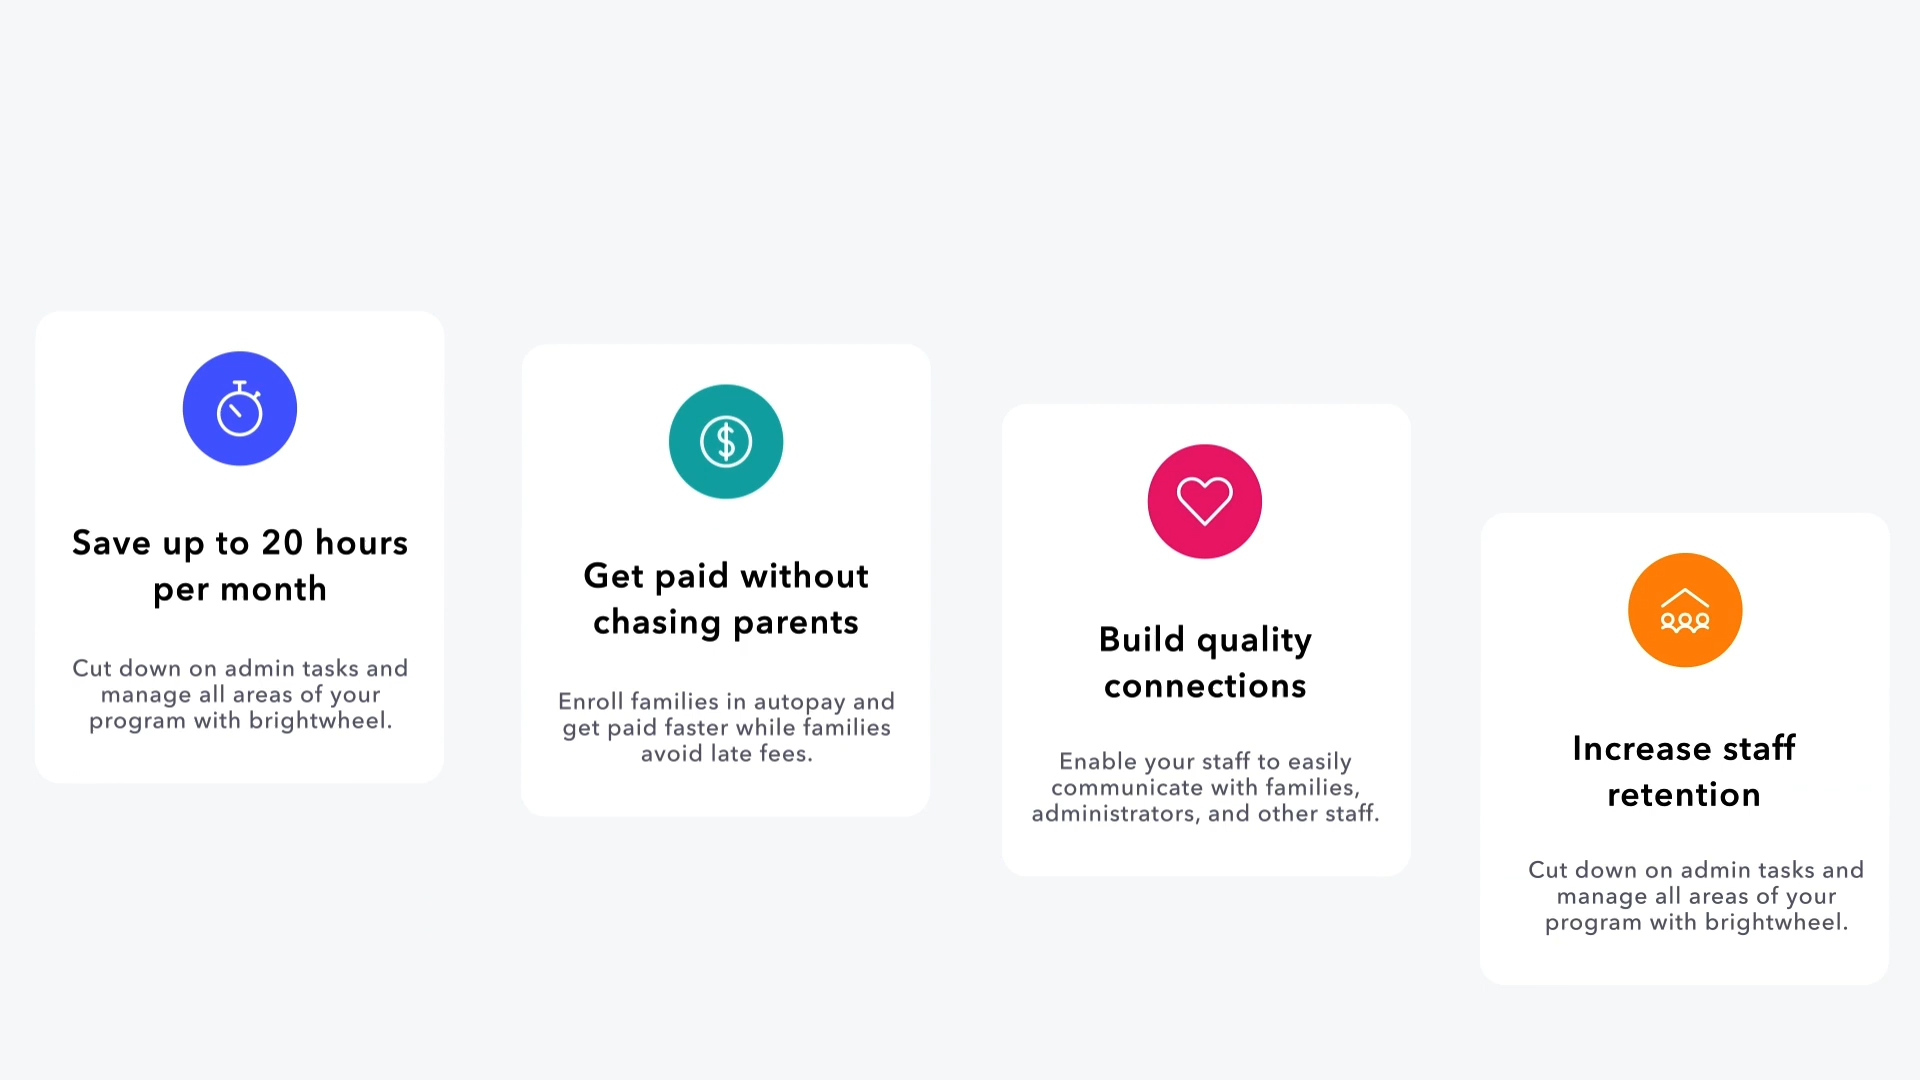 Save up to 20 hours
per month
Cut down on admin tasks and
manage all areas of your
program with brightwheel.
Get paid without
chasing parents
Enroll families in autopay and
get paid faster while families
avoid late fees.
Build quality
connections
Enable your staff to easily
communicate with families,
administrators, and other staff.
Increase staff
retention
Cut down on admin tasks and
manage all areas of your
program with brightwheel.